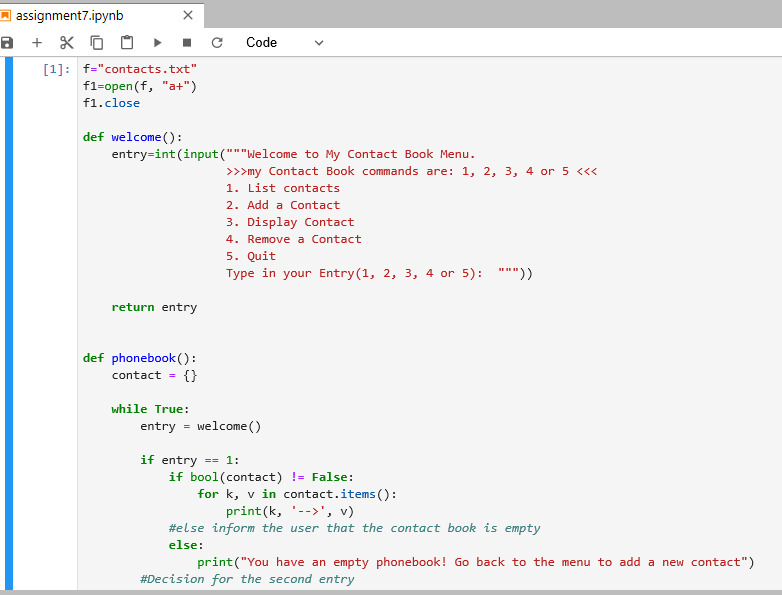 assignment7.ipynb
Code
[1]: f="contacts.txt"
f1=open(f, "a+")
f1.close
def welcome():
entry=int(input("""Welcome to My Contact Book Menu.
>>>my Contact Book commands are: 1, 2, 3, 4 or 5 <<<
1. List contacts
2. Add a Contact
3. Display Contact
4. Remove a Contact
5. Quit
Type in your Entry(1, 2, 3, 4 or 5):  """))
return entry
def phonebook():
contact = {}
while True:
entry = welcome()
if entry == 1:
if bool(contact) != False:
for k, v in contact.items():
print(k, '-->', v)
#else inform the user that the contact book is empty
else:
print("You have an empty phonebook! Go back to the menu to add a new contact")
#Decision for the second entry